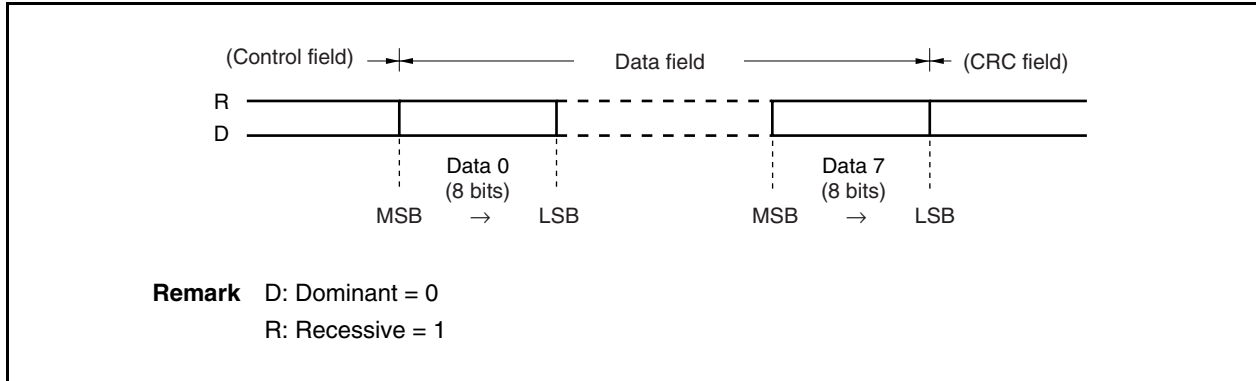 (Control field) Data field (CRC field)
R
D
Data 0 Data 7
(8 bits) (8 bits)
MSB → LSB MSB → LSB
Remark D: Dominant = 0
R: Recessive = 1